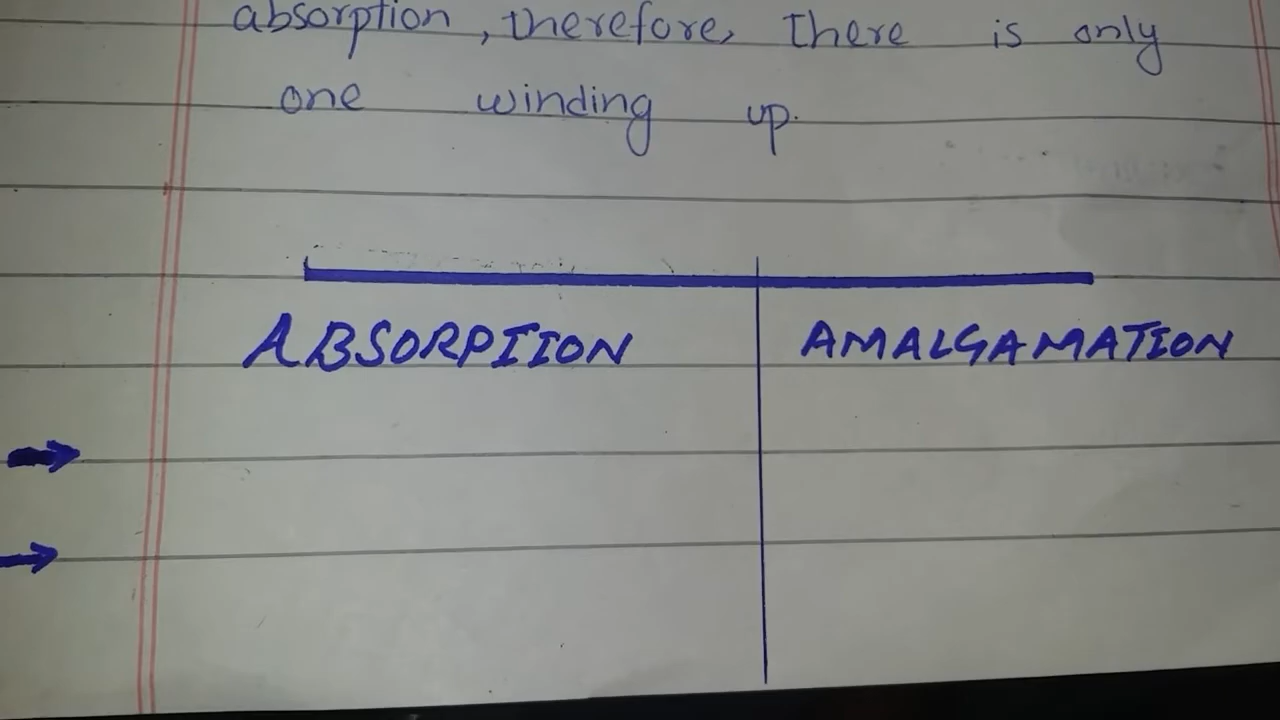 absorption, therefore, there is only
one winding up.
ABSORPTION AMALGAMATION